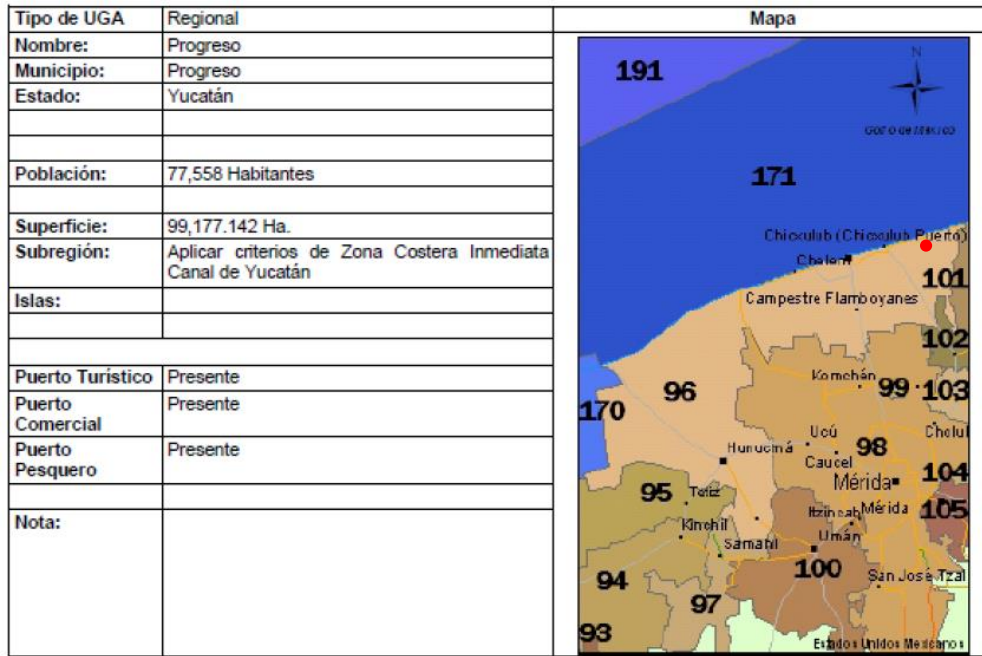 Tipo de UGA Regional Mapa
Nombre: Progreso
Municipio: Progreso
Estado: Yucatán
Población: 77,558 Habitantes
Superficie: 99,177.142 Ha.
Subregión: Aplicar criterios de Zona Costera Inmediata
Canal de Yucatán
Islas:
Puerto Turístico Presente
Puerto Presente
Comercial
Puerto Presente
Pesquero
Nota:
N
191
171
Chicxulub (Chicxulub Puerto)
Chelem
101
Campestre Flamboyanes
102
Komchén
96
99
103
170
Ucú
Cholul
Hunucmá
98
Caucel
Mérida
104
95
Tetiz
Itzincab
Mérida
105
Kinchil
Umán
Samahil
100
San José Tzal
94
97
93
Estados Unidos Mexicanos